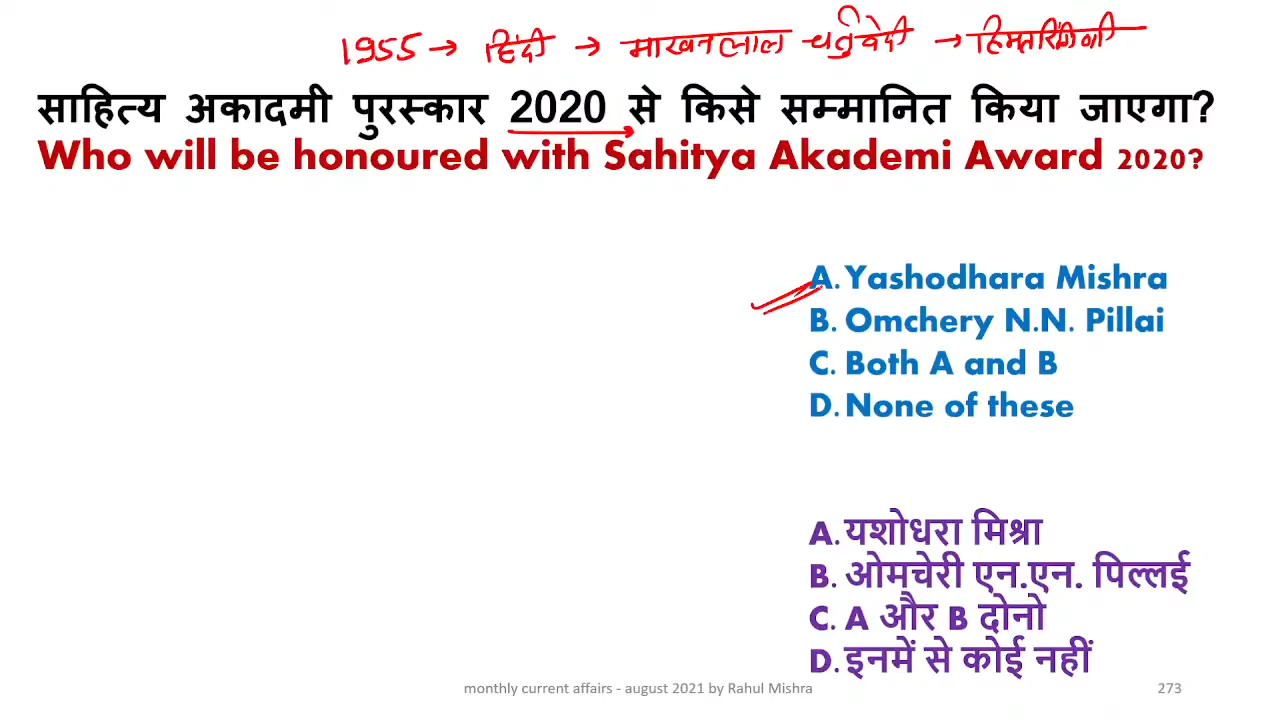 1955 → हिंदी → माखनलाल चतुर्वेदी → हिमतरंगिनी
साहित्य अकादमी पुरस्कार 2020 से किसे सम्मानित किया जाएगा?
Who will be honoured with Sahitya Akademi Award 2020?
A. Yashodhara Mishra
B. Omchery N.N. Pillai
C. Both A and B
D. None of these
A. यशोधरा मिश्रा
B. ओमचेरी एन.एन. पिल्लई
C. A और B दोनो
D. इनमें से कोई नहीं
monthly current affairs - august 2021 by Rahul Mishra 273